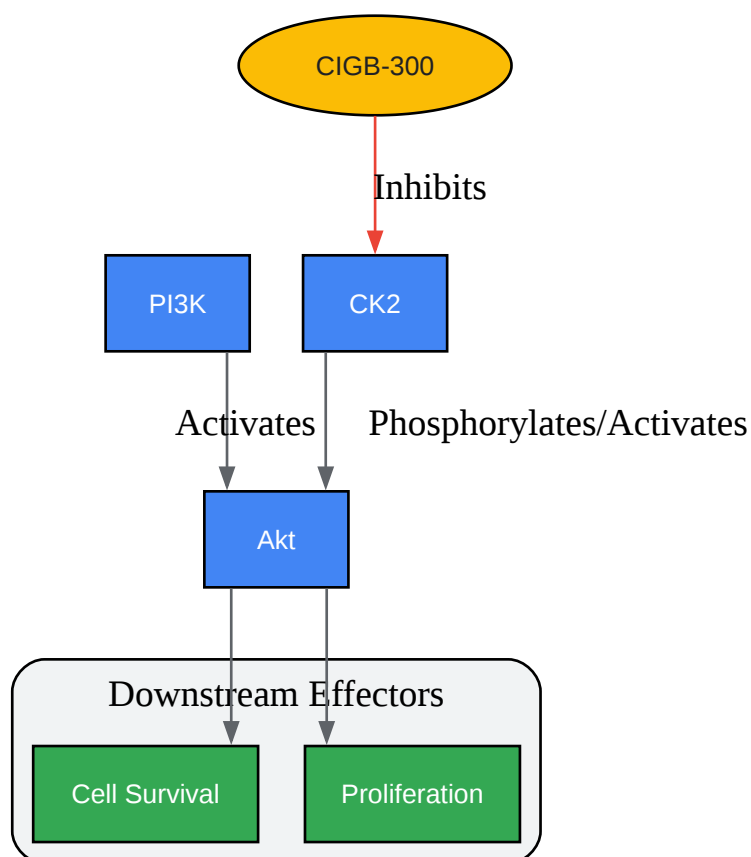 CIGB-300
Inhibits
PI3K
CK2
Activates
Phosphorylates/Activates
Akt
Downstream Effectors
Cell Survival
Proliferation